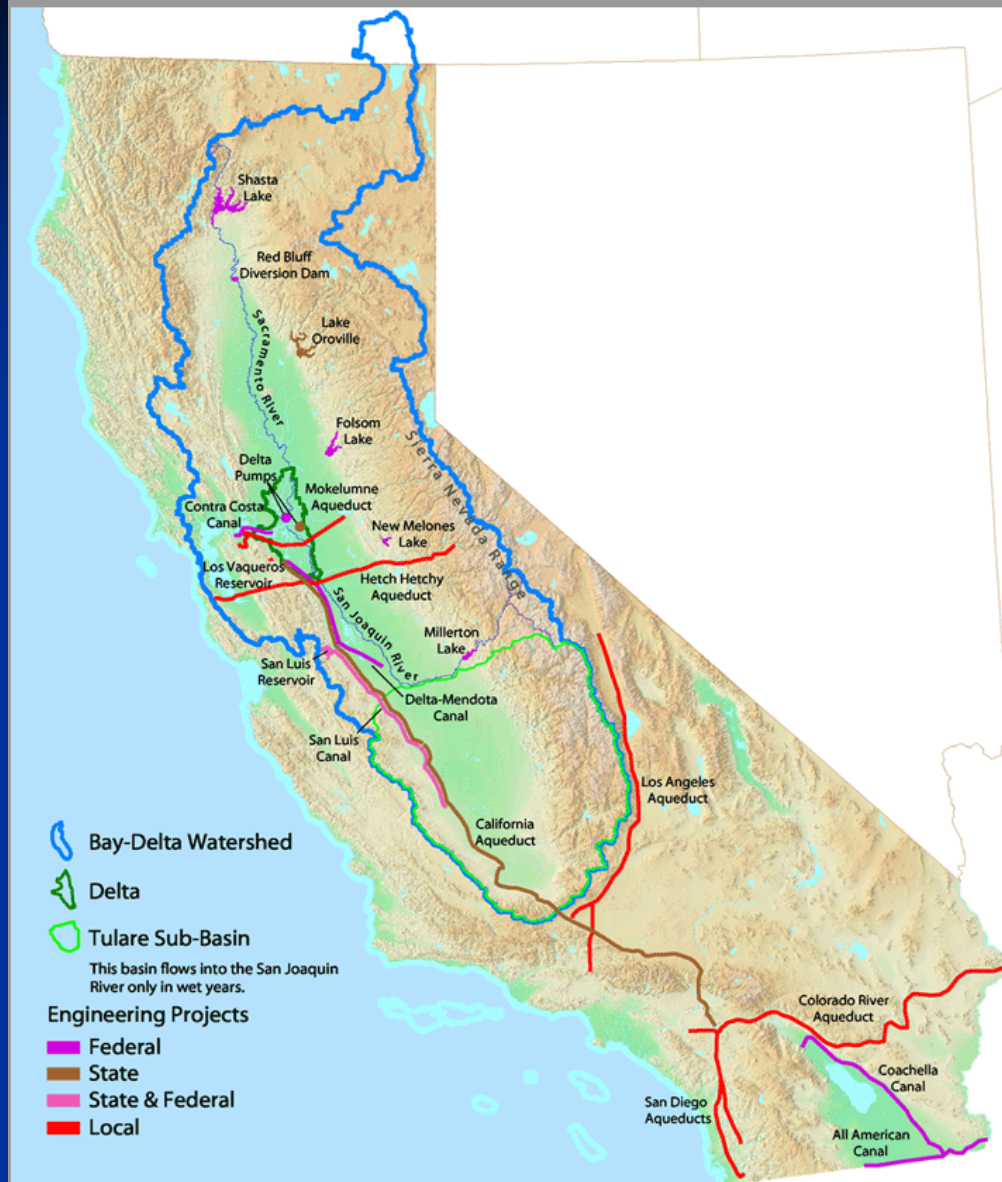 Shasta
Lake
Red Bluff
Diversion Dam
Sacramento River
Lake
Oroville
Folsom
Lake
Sierra Nevada Range
Delta
Pumps
Mokelumne
Aqueduct
Contra Costa
Canal
New Melones
Lake
Los Vaqueros
Reservoir
Hetch Hetchy
Aqueduct
San Joaquin River
Millerton
Lake
San Luis
Reservoir
Delta-Mendota
Canal
San Luis
Canal
Los Angeles
Aqueduct
California
Aqueduct
Bay-Delta Watershed
Delta
Tulare Sub-Basin
This basin flows into the San Joaquin
River only in wet years.
Engineering Projects
Federal
State
State & Federal
Local
Colorado River
Aqueduct
Coachella
Canal
San Diego
Aqueducts
All American
Canal